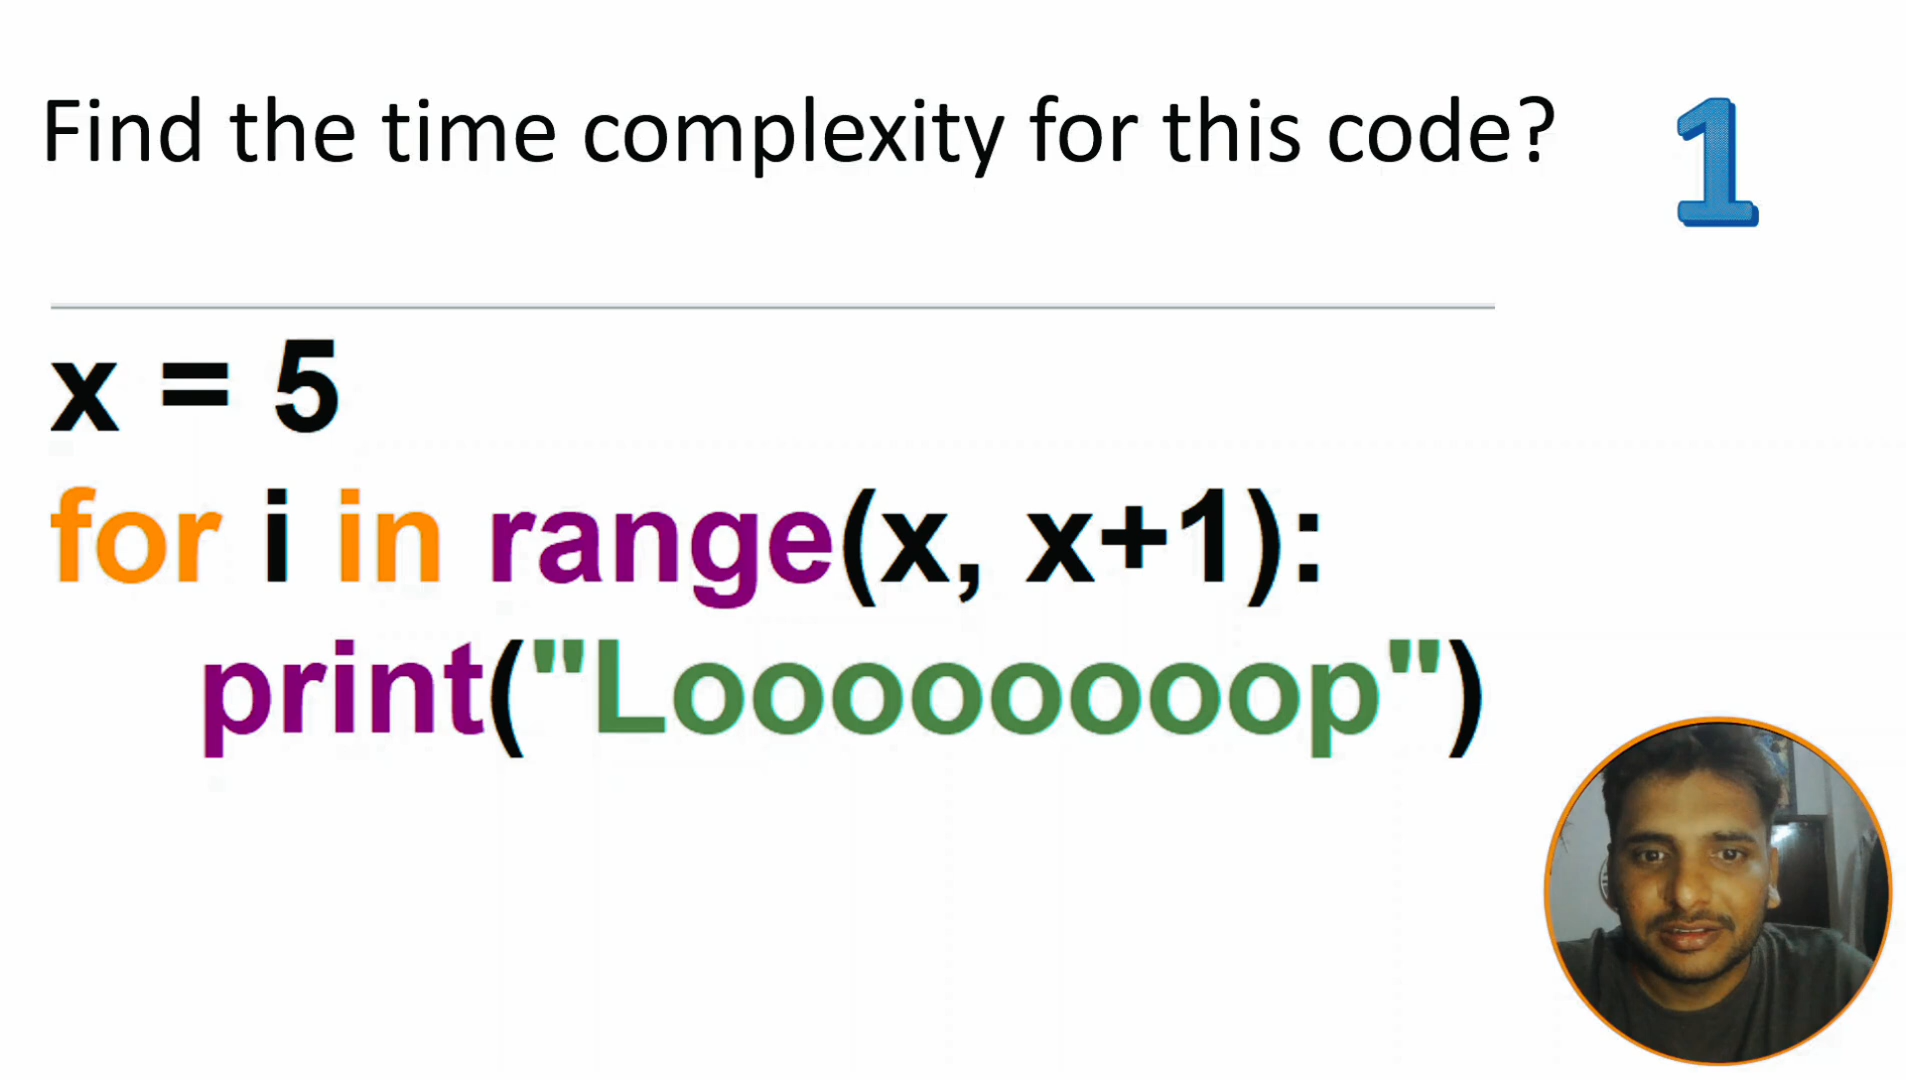 Find the time complexity for this code?
1
x = 5
for i in range(x, x+1):
print("Looooooooop")